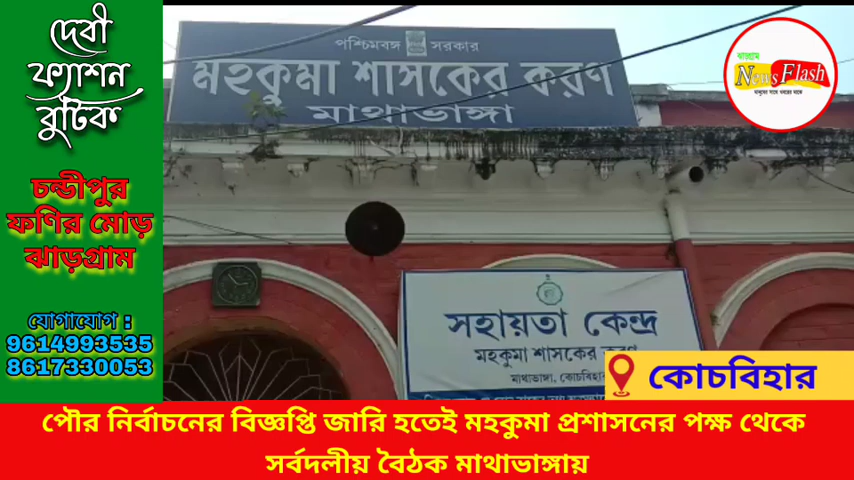 দেবী
ফ্যাশন
বুটিক
চন্ডীপুর
ফণির মোড়
ঝাড়গ্রাম
যোগাযোগ :
9614993535
8617330053
পশ্চিমবঙ্গ সরকার
মহকুমা শাসকের করণ
মাথাভাঙ্গা
News Flash
সহায়তা কেন্দ্র
মহকুমা শাসকের করণ
মাথাভাঙ্গা, কোচবিহার
কোচবিহার
পৌর নির্বাচনের বিজ্ঞপ্তি জারি হতেই মহকুমা প্রশাসনের পক্ষ থেকে
সর্বদলীয় বৈঠক মাথাভাঙ্গায়